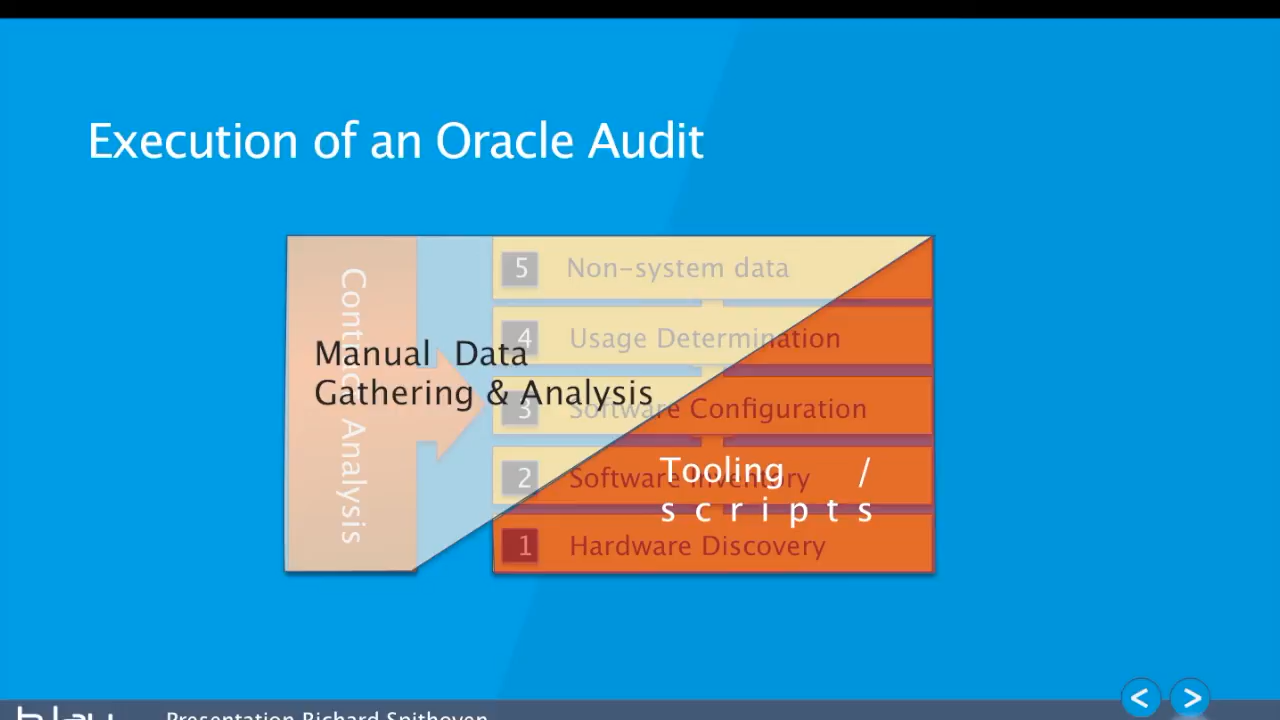 Execution of an Oracle Audit
Contract Analysis
5 Non-system data
4 Usage Determination
3 Software Configuration
2 Software Inventory
1 Hardware Discovery
Manual Data
Gathering & Analysis
Tooling /
scripts
< >
Presentation Richard Spithoven